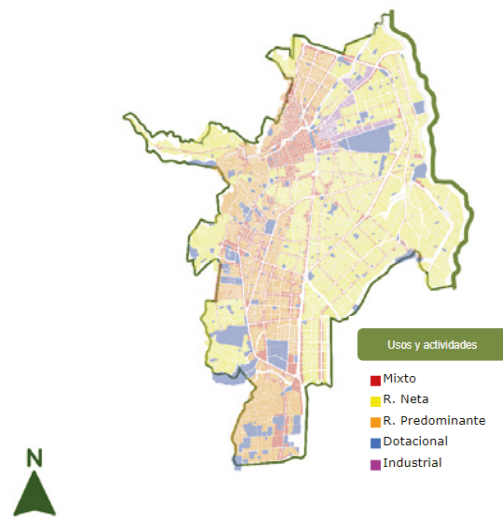 Usos y actividades
Mixto
R. Neta
R. Predominante
Dotacional
Industrial
N